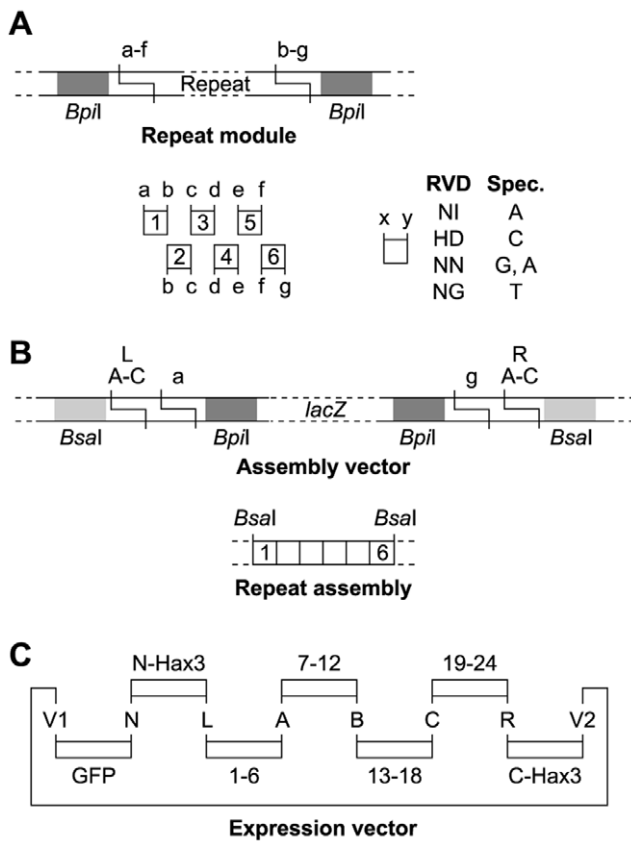 A
a-f b-g
Repeat
BpiI BpiI
Repeat module
a b c d e f
1 3 5
2 4 6
b c d e f g
x y
RVD Spec.
NI A
HD C
NN G, A
NG T
B
L R
A-C a g A-C
lacZ
BsaI BpiI BpiI BsaI
Assembly vector
BsaI BsaI
1 6
Repeat assembly
C
N-Hax3 7-12 19-24
V1 N L A B C R V2
GFP 1-6 13-18 C-Hax3
Expression vector